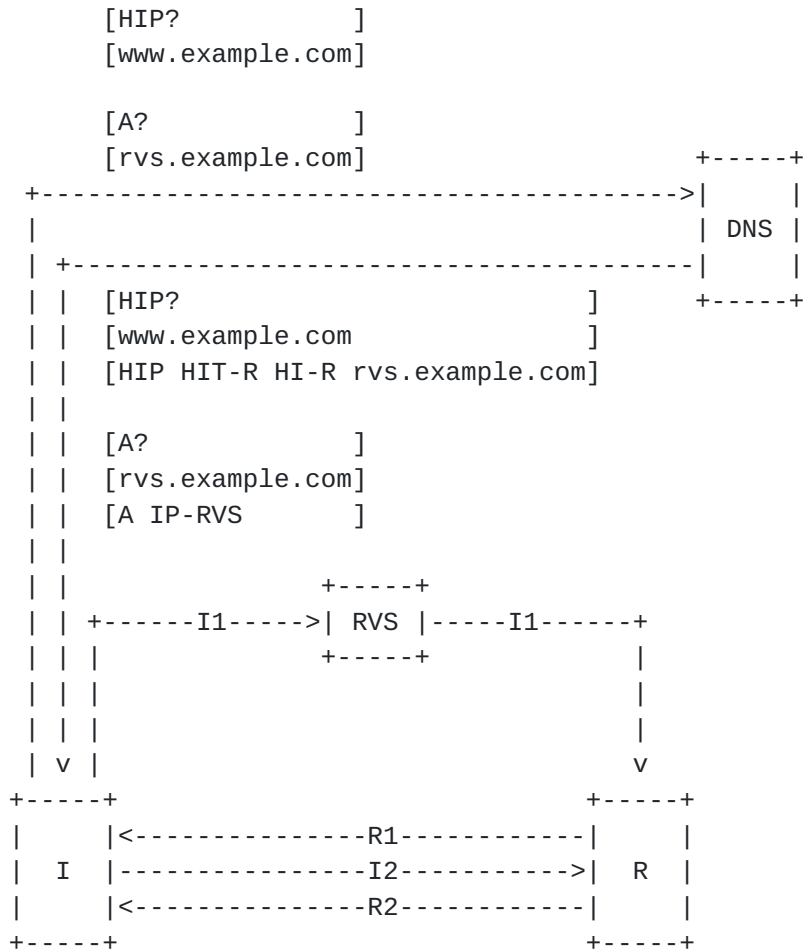 [HIP?           ]
[www.example.com]
[A?             ]
[rvs.example.com]
DNS
[HIP?                           ]
[www.example.com                ]
[HIP HIT-R HI-R rvs.example.com]
[A?             ]
[rvs.example.com]
[A IP-RVS       ]
I1 RVS I1
R1
I I2 R
R2